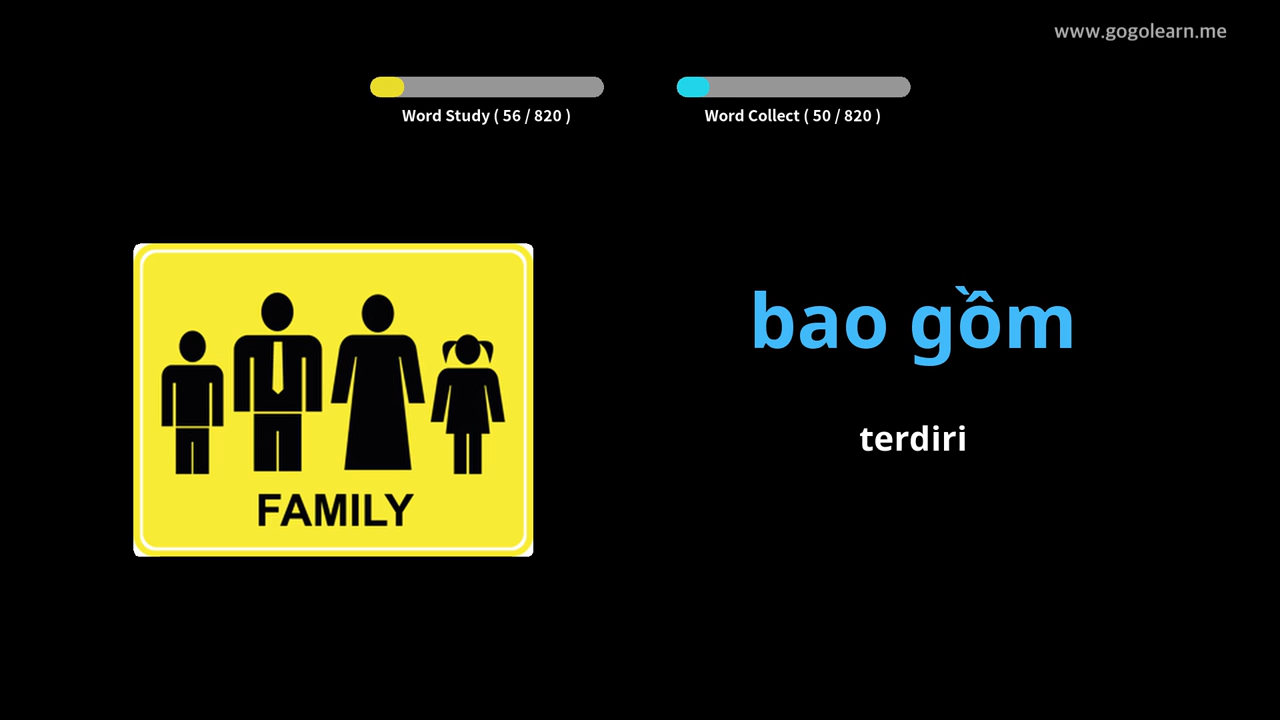 www.gogolearn.me
Word Study ( 56 / 820 )
Word Collect ( 50 / 820 )
FAMILY
bao gồm
terdiri